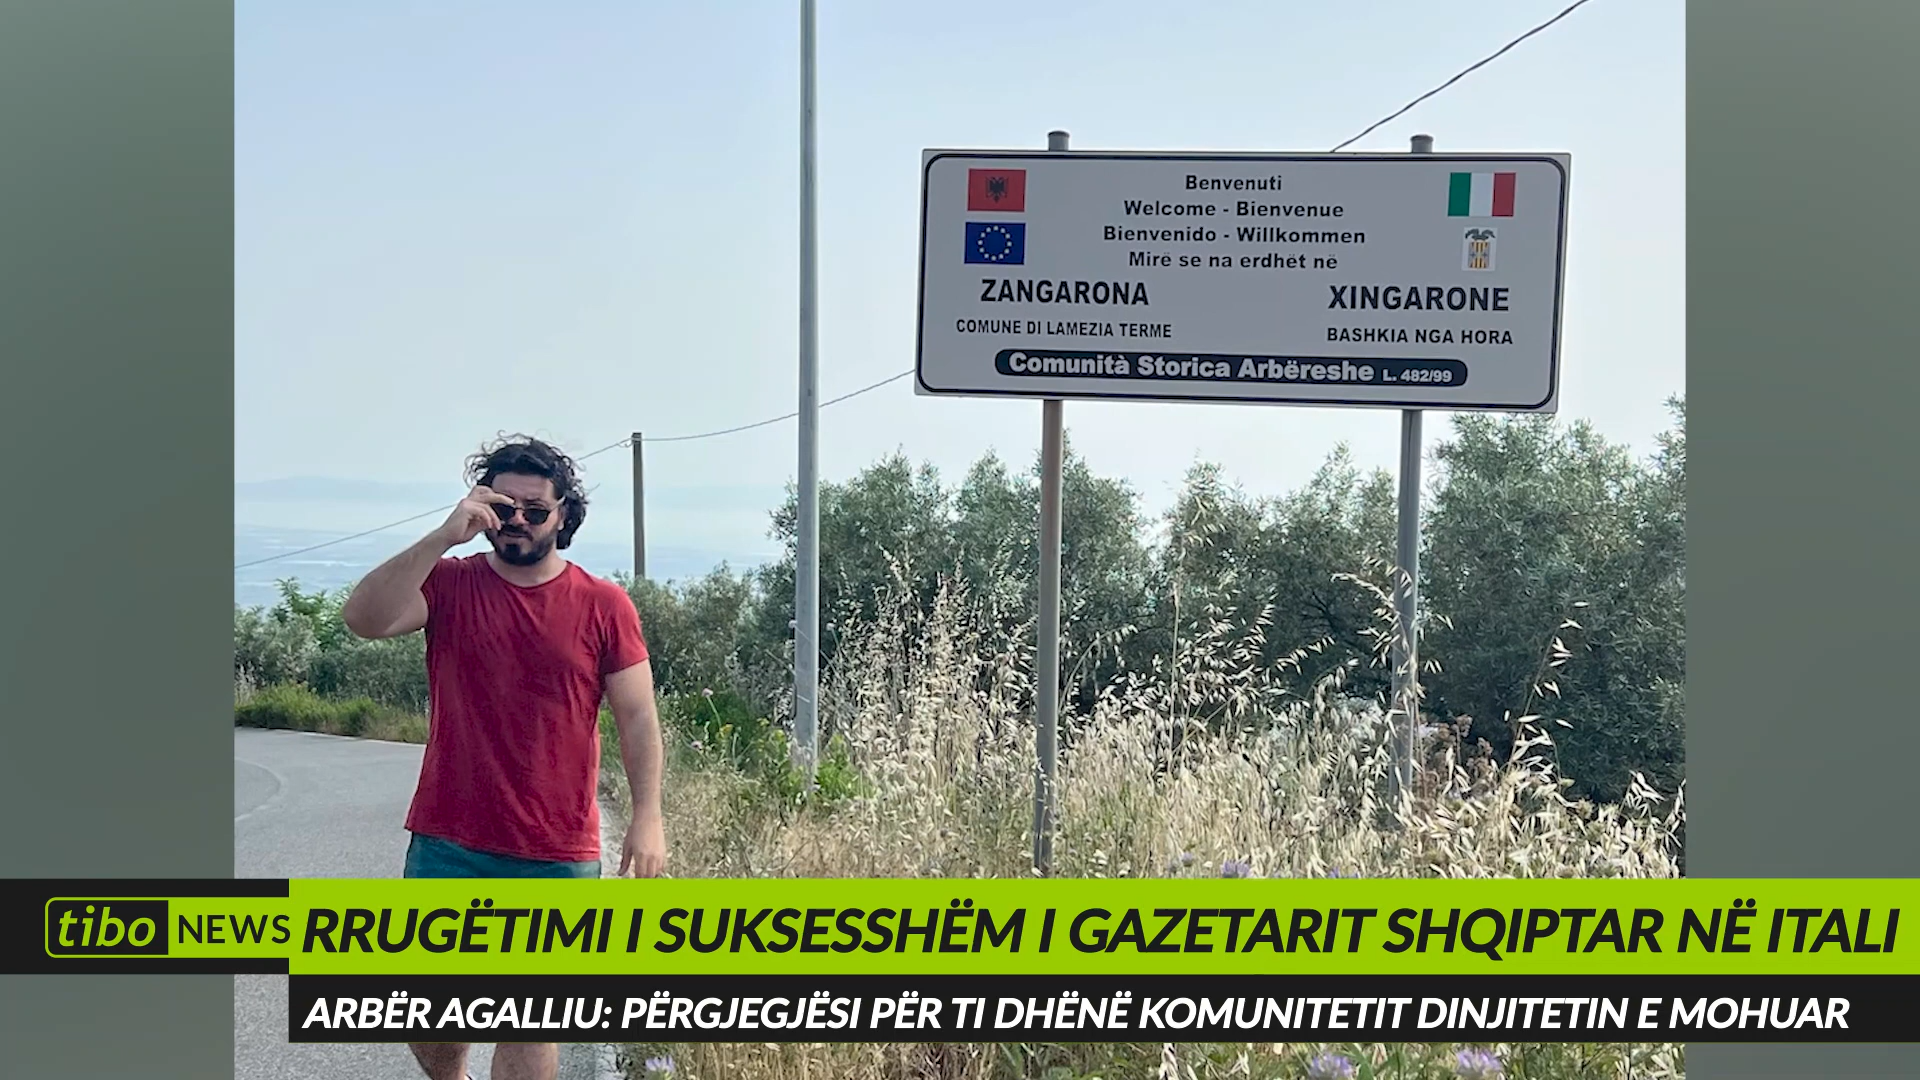 Benvenuti
Welcome - Bienvenue
Bienvenido - Willkommen
Mirë se na erdhët në
ZANGARONA
COMUNE DI LAMEZIA TERME
XINGARONE
BASHKIA NGA HORA
Comunità Storica Arbëreshe L. 482/99
tibo NEWS
RRUGËTIMI I SUKSESSHËM I GAZETARIT SHQIPTAR NË ITALI
ARBËR AGALLIU: PËRGJEGJËSI PËR TI DHËNË KOMUNITETIT DINJITETIN E MOHUAR